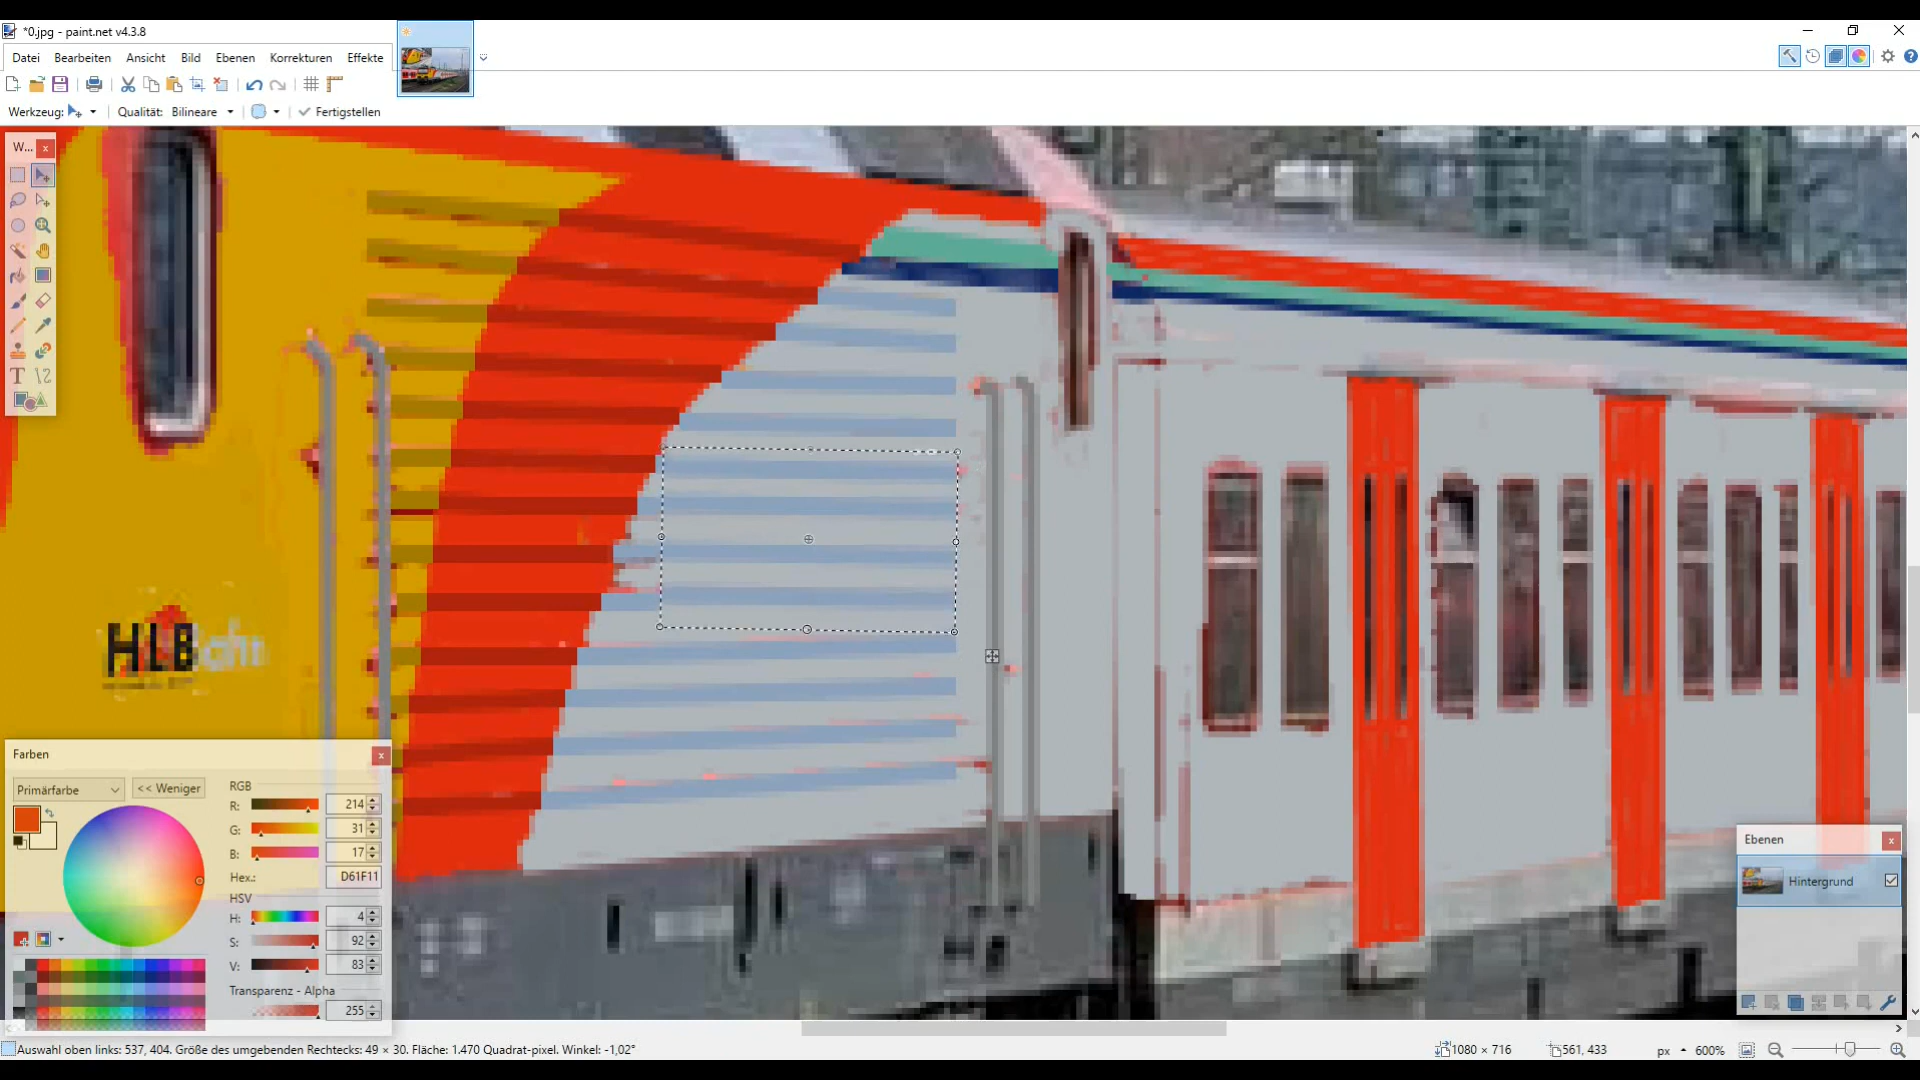 *0.jpg - paint.net v4.3.8
Datei Bearbeiten Ansicht Bild Ebenen Korrekturen Effekte
Werkzeug: Qualität: Bilineare Fertigstellen
W...
HLB
Farben
Primärfarbe << Weniger RGB
R: 214
G: 31
B: 17
Hex.: D61F11
HSV
H: 4
S: 92
V: 83
Transparenz - Alpha
255
Ebenen
Hintergrund
Auswahl oben links: 537, 404. Größe des umgebenden Rechtecks: 49 × 30. Fläche: 1.470 Quadrat-pixel. Winkel: -1,02° 1080 × 716 561, 433 px 600%